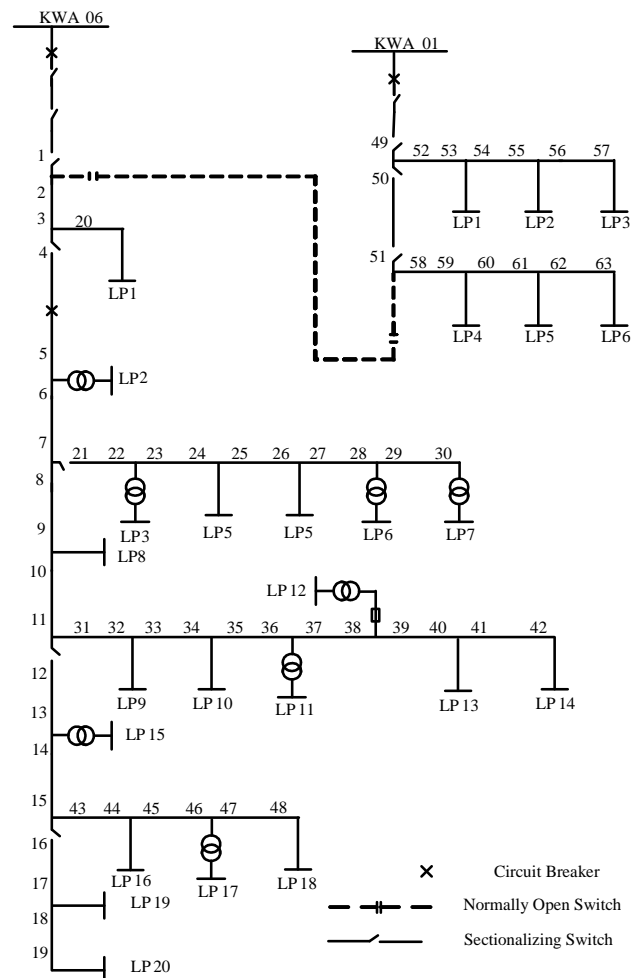 KWA 06
KWA 01
1
2
3
20
4
LP1
49
52 53 54 55 56 57
50
LP1 LP2 LP3
51
58 59 60 61 62 63
LP4 LP5 LP6
5
LP2
6
7
21 22 23 24 25 26 27 28 29 30
8
LP3 LP5 LP5 LP6 LP7
9
LP8
10
LP 12
11
31 32 33 34 35 36 37 38 39 40 41 42
12
LP9 LP 10 LP 11 LP 13 LP 14
13
LP 15
14
15
43 44 45 46 47 48
16
LP 16 LP 17 LP 18
17
LP 19
18
19
LP 20
Circuit Breaker
Normally Open Switch
Sectionalizing Switch